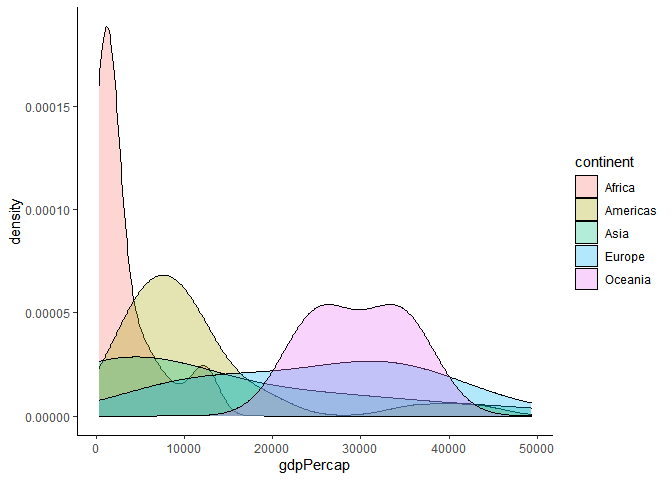 0.00015
0.00010
0.00005
0.00000
density
0
10000
20000
30000
40000
50000
gdpPercap
continent
Africa
Americas
Asia
Europe
Oceania